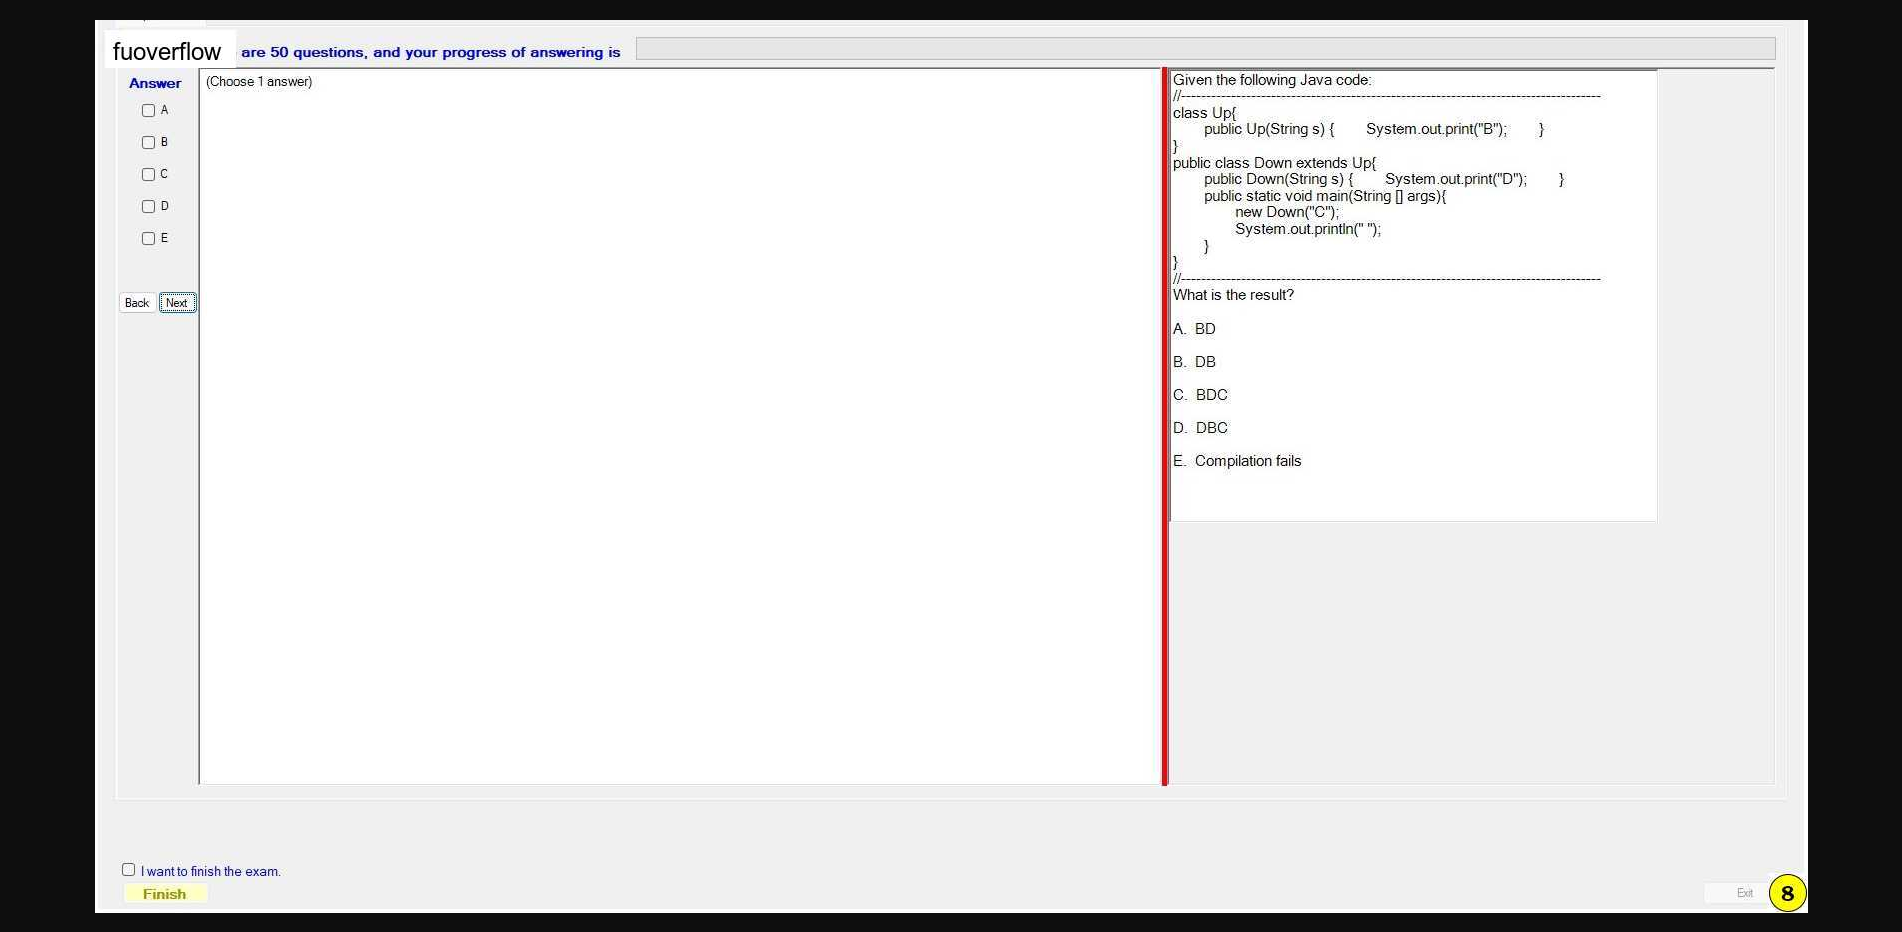 fuoverflow are 50 questions, and your progress of answering is
Answer
(Choose 1 answer)
A
B
C
D
E
Back Next
Given the following Java code:
//------------------------------------------------------------------------------------
class Up{
public Up(String s) { System.out.print("B"); }
}
public class Down extends Up{
public Down(String s) { System.out.print("D"); }
public static void main(String [] args){
new Down("C");
System.out.println(" ");
}
}
//------------------------------------------------------------------------------------
What is the result?
A. BD
B. DB
C. BDC
D. DBC
E. Compilation fails
I want to finish the exam.
Finish
Exit
8